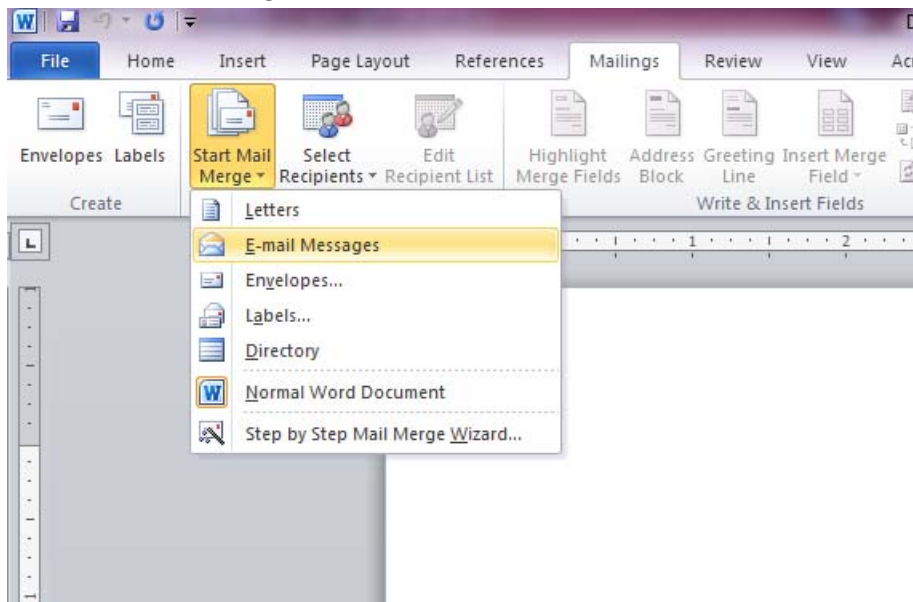 W
File Home Insert Page Layout References Mailings Review View
Envelopes Labels Start Mail Select Edit Highlight Address Greeting Insert Merge
Merge Recipients Recipient List Merge Fields Block Line Field
Create Write & Insert Fields
Letters
L E-mail Messages 1 2
Envelopes...
Labels...
Directory
W Normal Word Document
Step by Step Mail Merge Wizard...
1